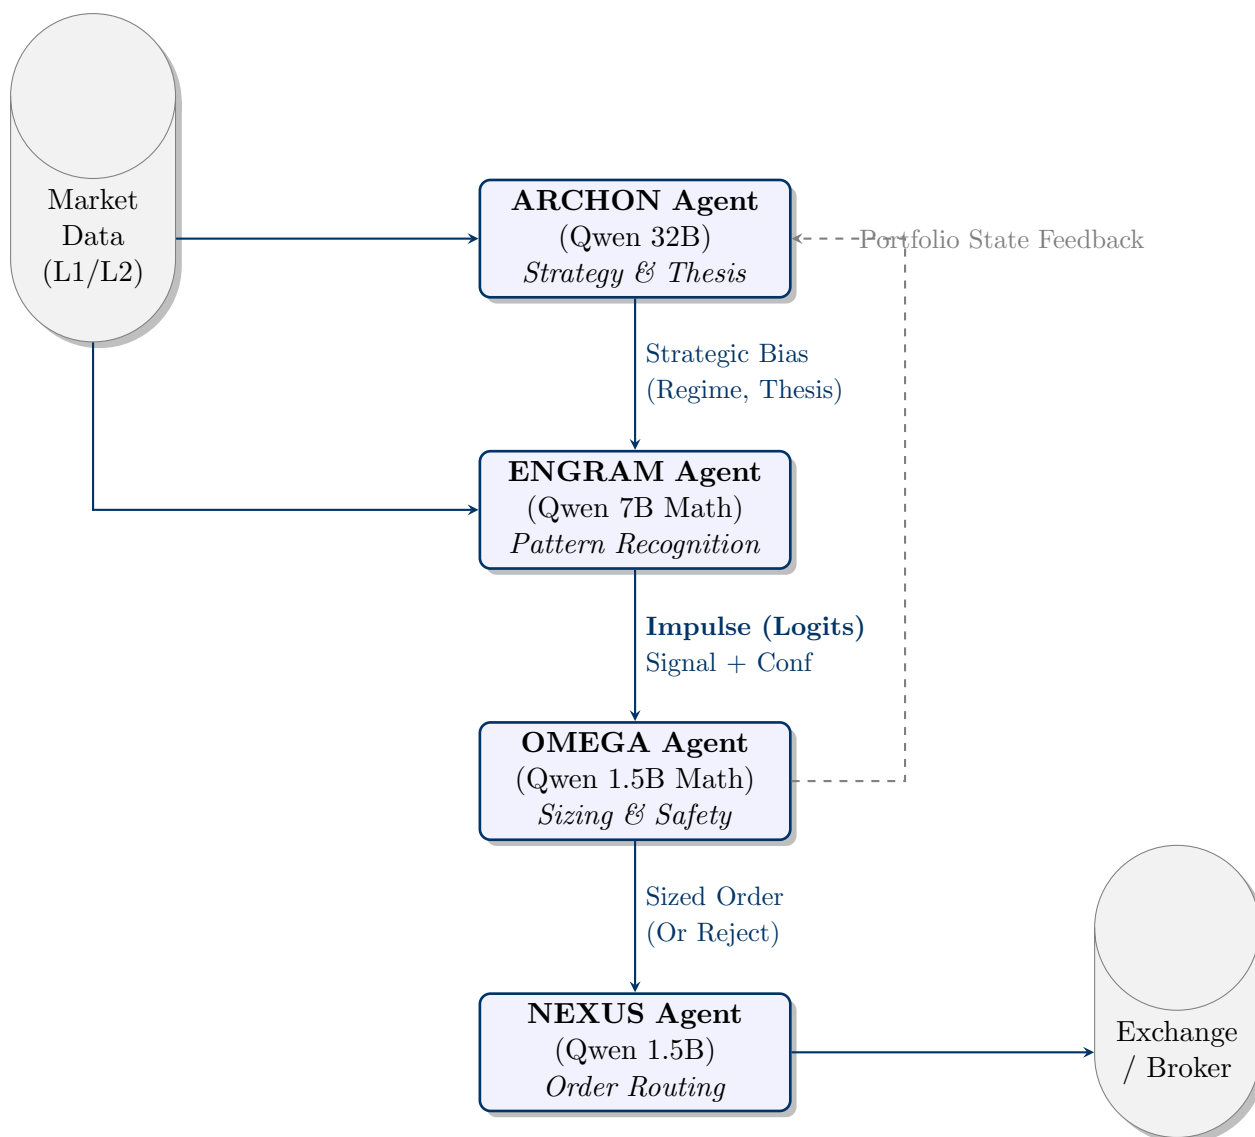 Market
Data
(L1/L2)
ARCHON Agent
(Qwen 32B)
Strategy & Thesis
Portfolio State Feedback
Strategic Bias
(Regime, Thesis)
ENGRAM Agent
(Qwen 7B Math)
Pattern Recognition
Impulse (Logits)
Signal + Conf
OMEGA Agent
(Qwen 1.5B Math)
Sizing & Safety
Sized Order
(Or Reject)
NEXUS Agent
(Qwen 1.5B)
Order Routing
Exchange
/ Broker